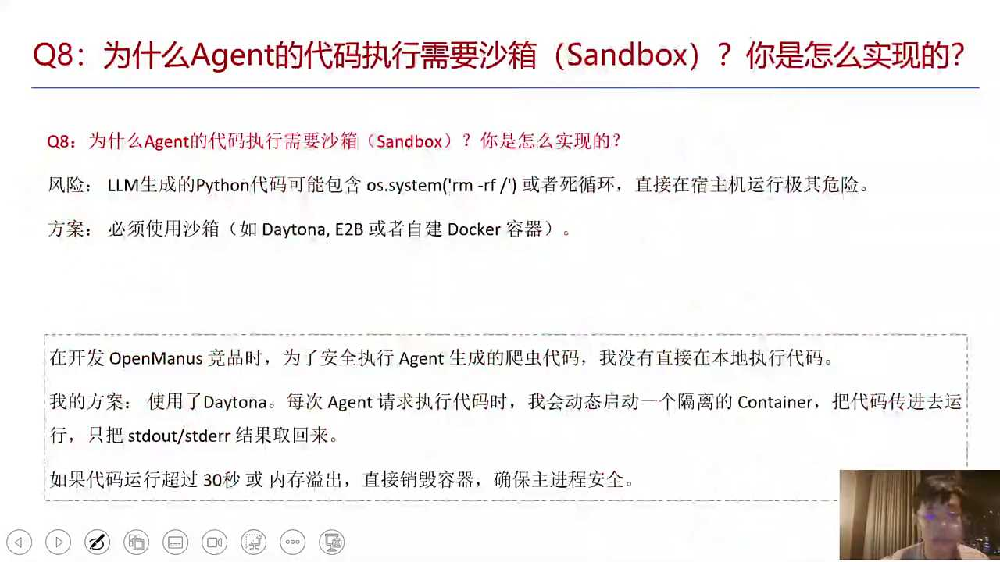 Q8：为什么Agent的代码执行需要沙箱（Sandbox）？你是怎么实现的？
Q8：为什么Agent的代码执行需要沙箱（Sandbox）？你是怎么实现的？
风险： LLM生成的Python代码可能包含 os.system('rm -rf /') 或者死循环，直接在宿主机运行极其危险。
方案： 必须使用沙箱（如 Daytona, E2B 或者自建 Docker 容器）。
在开发 OpenManus 竞品时，为了安全执行 Agent 生成的爬虫代码，我没有直接在本地执行代码。
我的方案： 使用了Daytona。每次 Agent 请求执行代码时，我会动态启动一个隔离的 Container，把代码传进去运
行，只把 stdout/stderr 结果取回来。
如果代码运行超过 30秒 或 内存溢出，直接销毁容器，确保主进程安全。